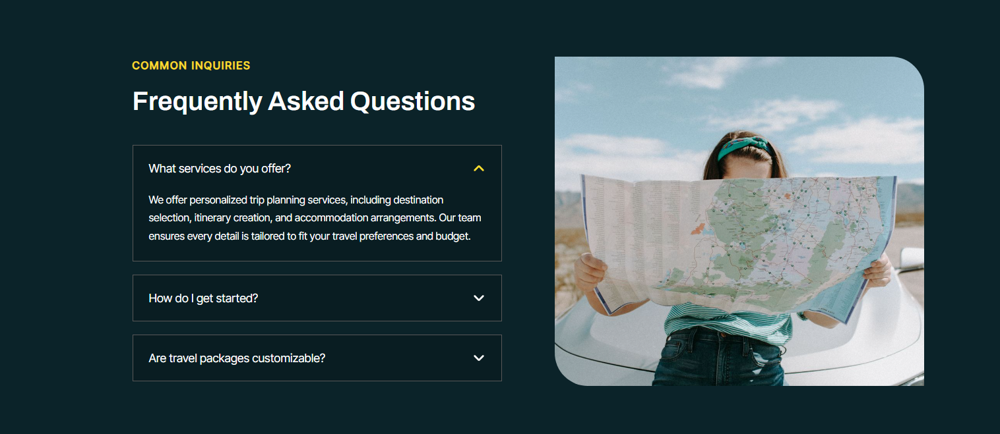 COMMON INQUIRIES
Frequently Asked Questions
What services do you offer?
We offer personalized trip planning services, including destination
selection, itinerary creation, and accommodation arrangements. Our team
ensures every detail is tailored to fit your travel preferences and budget.
How do I get started?
Are travel packages customizable?